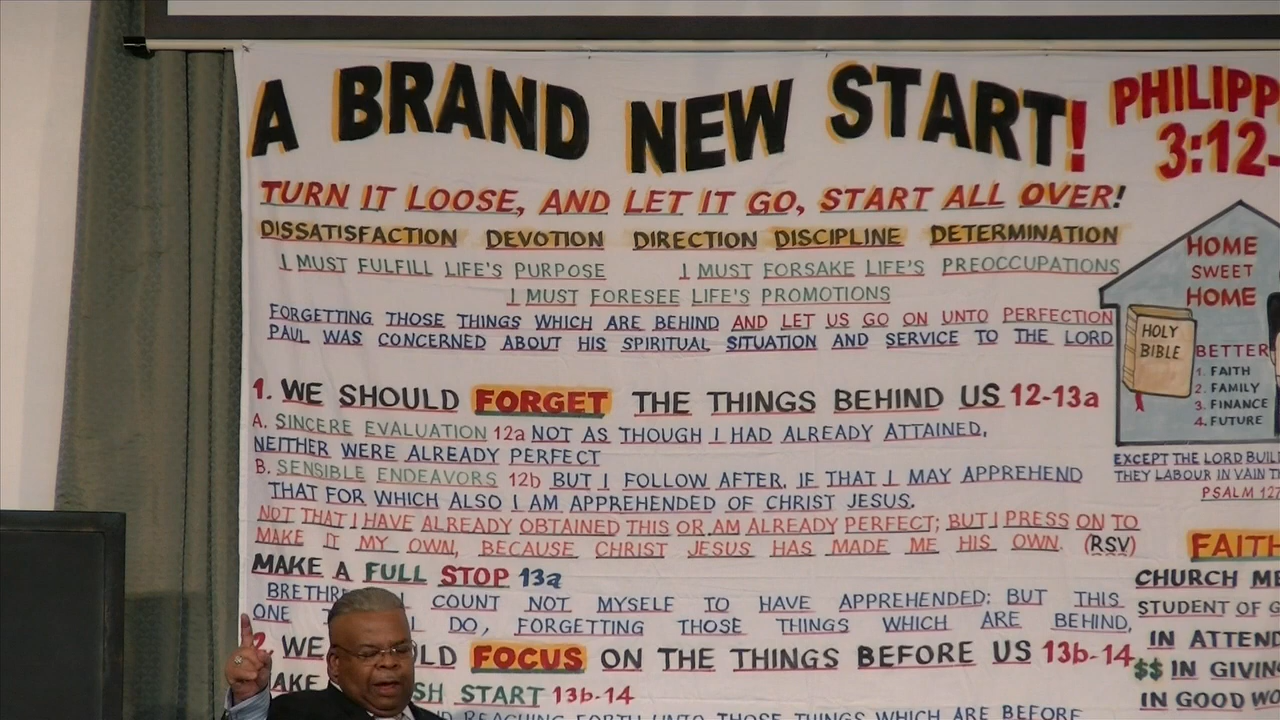 A BRAND NEW START!
TURN IT LOOSE, AND LET IT GO, START ALL OVER!
DISSATISFACTION DEVOTION DIRECTION DISCIPLINE DETERMINATION
I MUST FULFILL LIFE'S PURPOSE I MUST FORSAKE LIFE'S PREOCCUPATIONS
I MUST FORESEE LIFE'S PROMOTIONS
FORGETTING THOSE THINGS WHICH ARE BEHIND AND LET US GO ON UNTO PERFECTION
PAUL WAS CONCERNED ABOUT HIS SPIRITUAL SITUATION AND SERVICE TO THE LORD
1. WE SHOULD FORGET THE THINGS BEHIND US 12-13a
A. SINCERE EVALUATION 12a NOT AS THOUGH I HAD ALREADY ATTAINED,
NEITHER WERE ALREADY PERFECT
B. SENSIBLE ENDEAVORS 12b BUT I FOLLOW AFTER, IF THAT I MAY APPREHEND
THAT FOR WHICH ALSO I AM APPREHENDED OF CHRIST JESUS.
NOT THAT I HAVE ALREADY OBTAINED THIS OR AM ALREADY PERFECT; BUT I PRESS ON TO
MAKE IT MY OWN, BECAUSE CHRIST JESUS HAS MADE ME HIS OWN. (RSV)
MAKE A FULL STOP 13a
COUNT NOT MYSELF TO HAVE APPREHENDED: BUT THIS
ONE DO, FORGETTING THOSE THINGS WHICH ARE BEHIND,
2. WE FOCUS ON THE THINGS BEFORE US 13b-14
START 13b-14
REACHING FORTH UNTO THOSE THINGS WHICH ARE BEFORE
PHILIPP
3:12-
HOME
SWEET
HOME
HOLY
BIBLE
BETTER
1. FAITH
2. FAMILY
3. FINANCE
4. FUTURE
EXCEPT THE LORD BUIL
THEY LABOUR IN VAIN T
PSALM 127
FAITH
CHURCH ME
STUDENT OF G
IN ATTEND
$$ IN GIVIN
IN GOOD WO